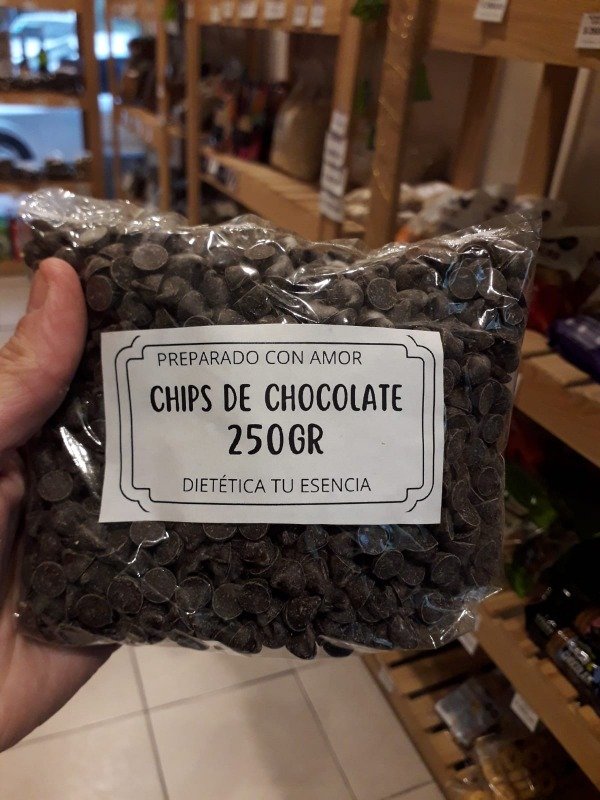 PREPARADO CON AMOR
CHIPS DE CHOCOLATE
250GR
DIETÉTICA TU ESENCIA